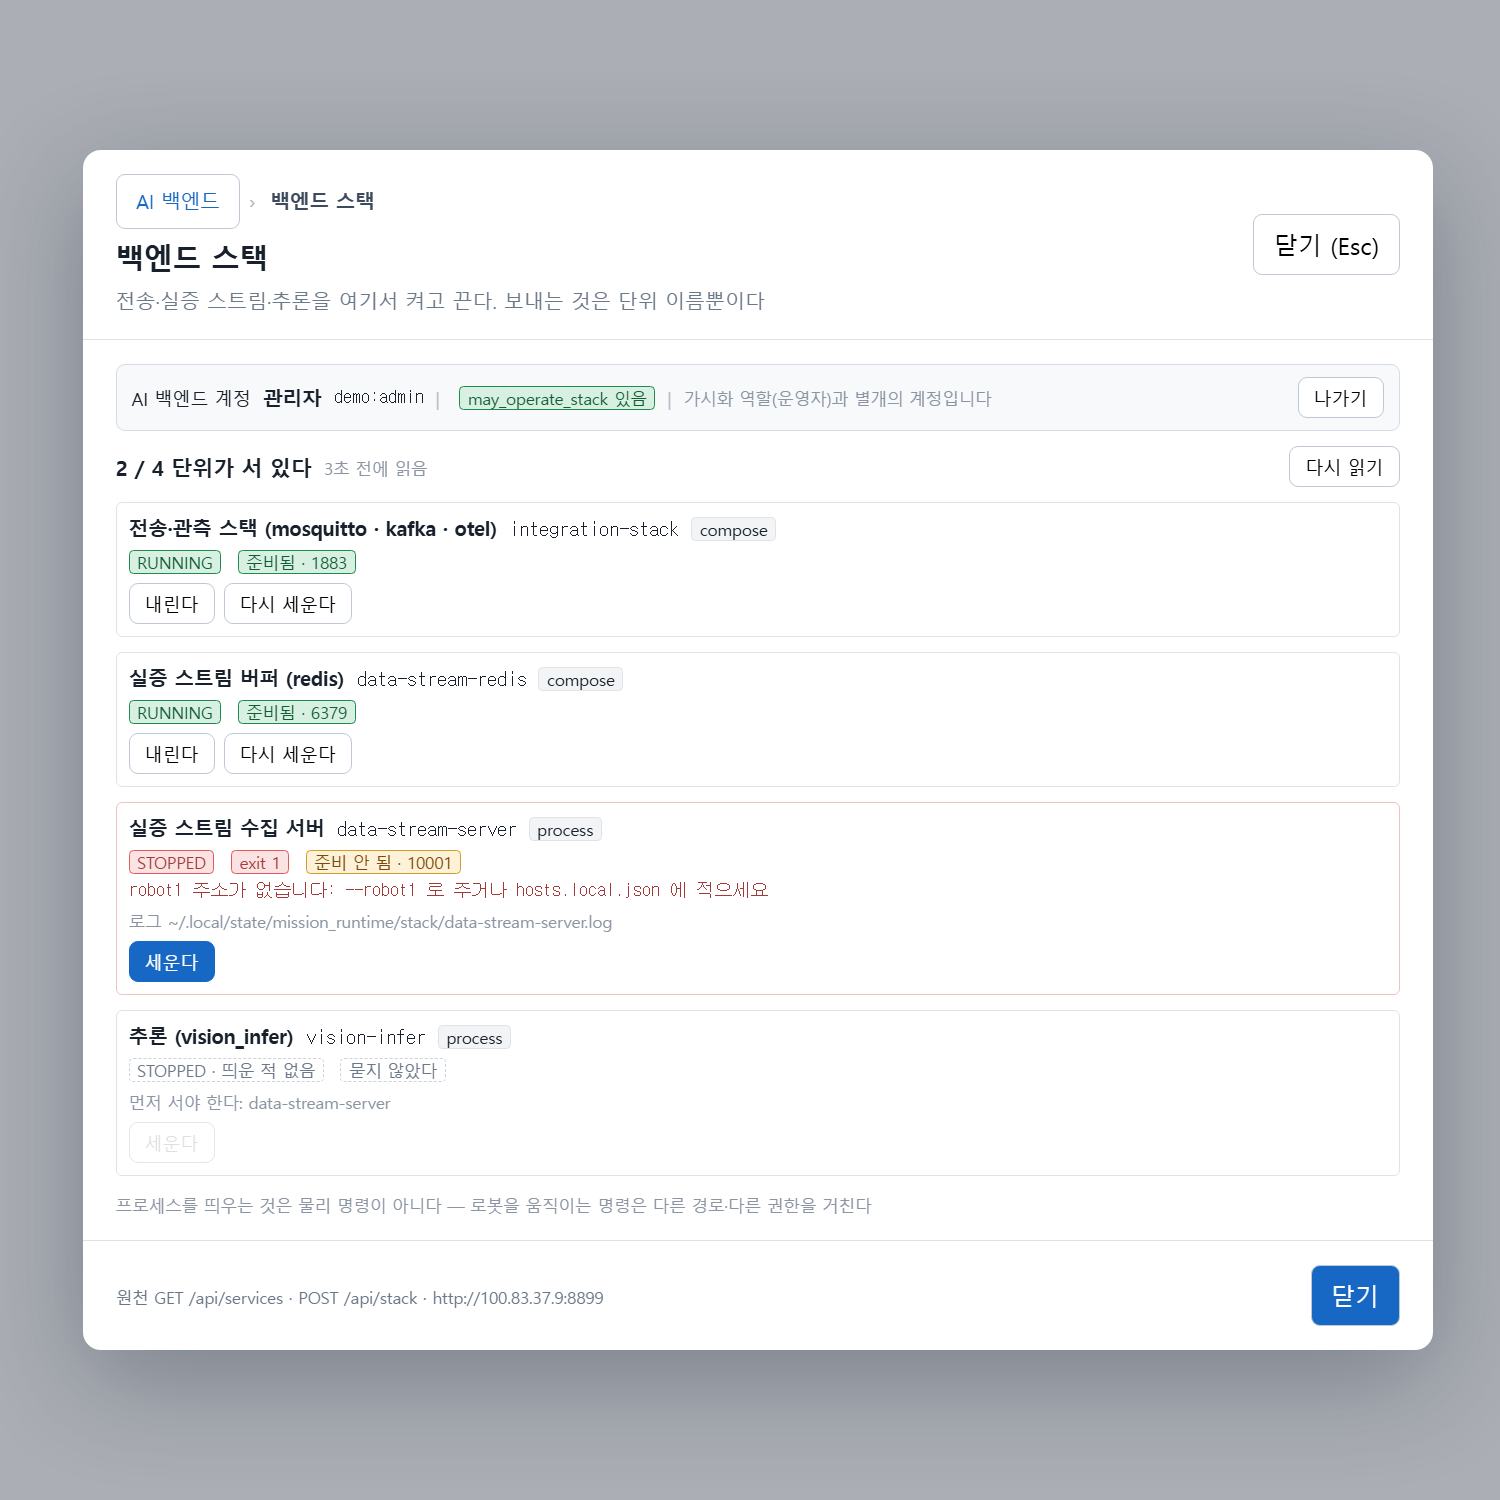 AI 백엔드 › 백엔드 스택
백엔드 스택
닫기 (Esc)
전송·실증 스트림·추론을 여기서 켜고 끈다. 보내는 것은 단위 이름뿐이다
AI 백엔드 계정 관리자 demo:admin | may_operate_stack 있음 | 가시화 역할(운영자)과 별개의 계정입니다 나가기
2 / 4 단위가 서 있다 3초 전에 읽음 다시 읽기
전송·관측 스택 (mosquitto · kafka · otel) integration-stack compose
RUNNING 준비됨 · 1883
내린다 다시 세운다
실증 스트림 버퍼 (redis) data-stream-redis compose
RUNNING 준비됨 · 6379
내린다 다시 세운다
실증 스트림 수집 서버 data-stream-server process
STOPPED exit 1 준비 안 됨 · 10001
robot1 주소가 없습니다: --robot1 로 주거나 hosts.local.json 에 적으세요
로그 ~/.local/state/mission_runtime/stack/data-stream-server.log
세운다
추론 (vision_infer) vision-infer process
STOPPED · 띄운 적 없음 묻지 않았다
먼저 서야 한다: data-stream-server
세운다
프로세스를 띄우는 것은 물리 명령이 아니다 — 로봇을 움직이는 명령은 다른 경로·다른 권한을 거친다
원천 GET /api/services · POST /api/stack · http://100.83.37.9:8899 닫기